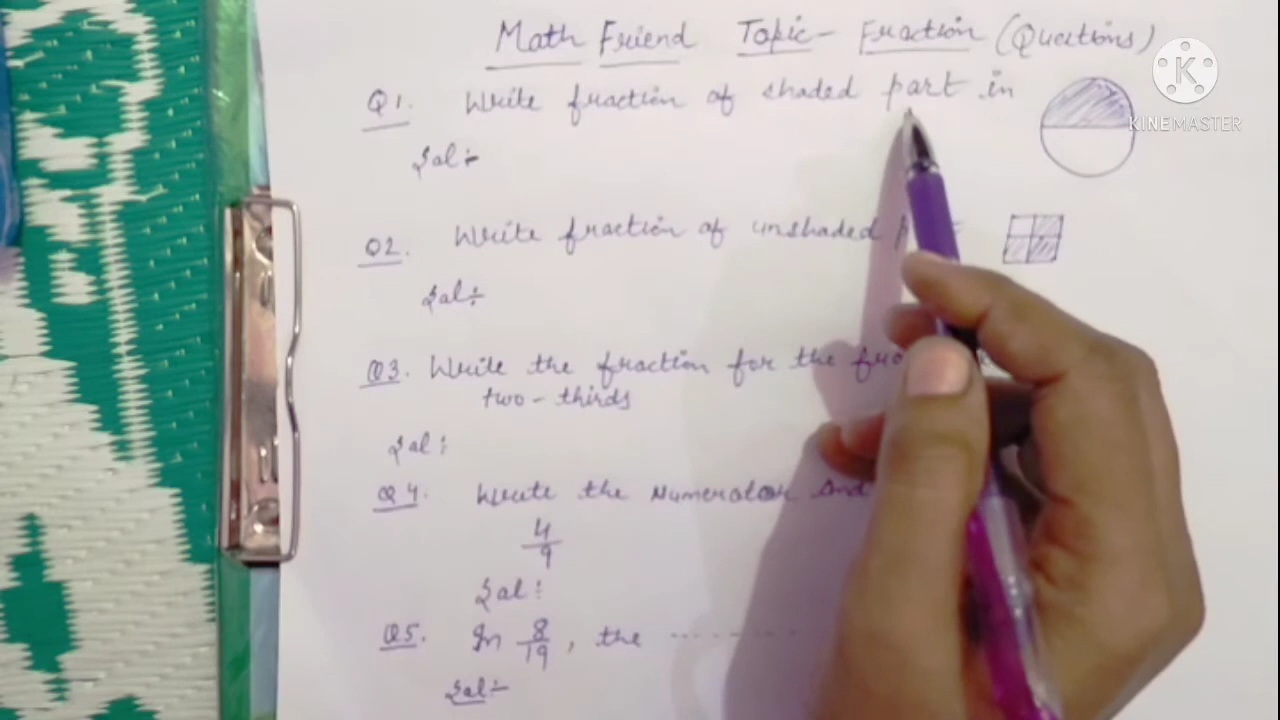 Math Friend Topic - Fraction (Questions)
Q1. Write fraction of shaded part in
Sol:-
K
KINEMASTER
Q2. Write fraction of unshaded
Sol:-
Q3. Write the fraction for the
two-thirds
Sol:
Q4. Write the Numerator and
4/9
Sol:
Q5. In 8/19, the --------
Sol:-